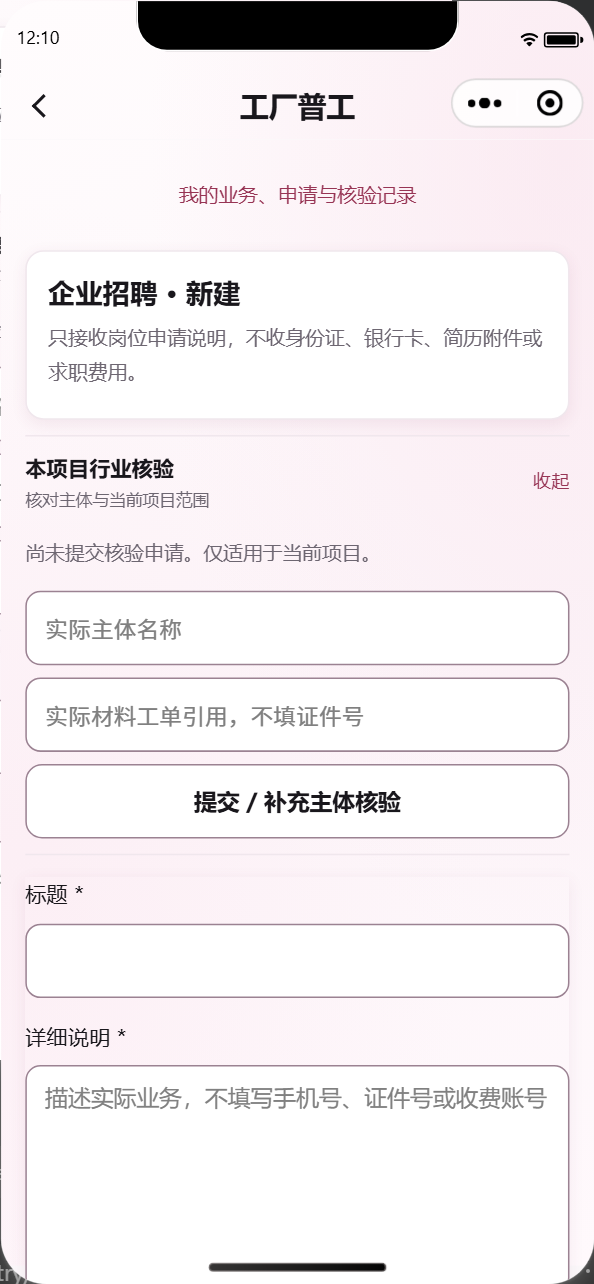 12:10
工厂普工
我的业务、申请与核验记录
企业招聘·新建
只接收岗位申请说明，不收身份证、银行卡、简历附件或
求职费用。
本项目行业核验
收起
核对主体与当前项目范围
尚未提交核验申请。仅适用于当前项目。
实际主体名称
实际材料工单引用，不填证件号
提交 / 补充主体核验
标题 *
详细说明 *
描述实际业务，不填写手机号、证件号或收费账号